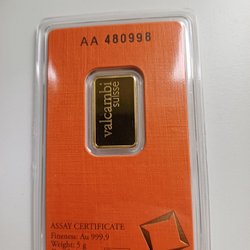 AA 480998
valcambi
suisse
ASSAY CERTIFICATE
Fineness: Au 999,9
Weight: 5 g